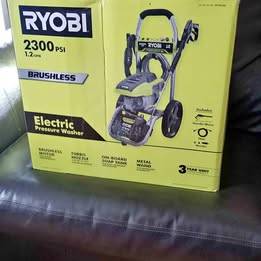 RYOBI
2300 PSI
1.2 GPM
BRUSHLESS
Electric
Pressure Washer
BRUSHLESS MOTOR
TURBO NOZZLE
ON-BOARD SOAP TANK
METAL WAND
3 YEAR